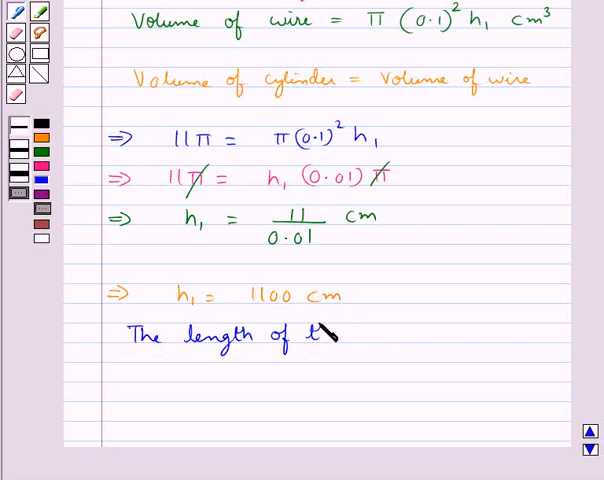 Volume of wire = π (0.1)² h₁ cm³
Volume of cylinder = Volume of wire
⇒ 11π = π(0.1)² h₁
⇒ 11π = h₁ (0.01) π
⇒ h₁ = 11/0.01 cm
⇒ h₁ = 1100 cm
The length of t